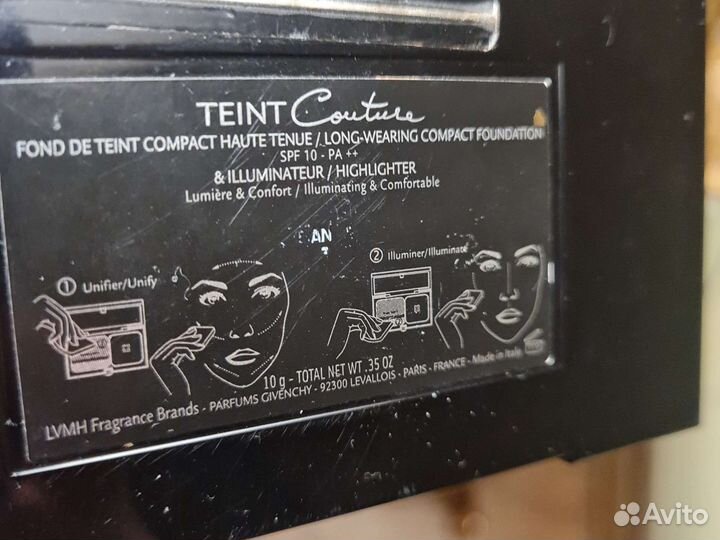 TEINT Couture
FOND DE TEINT COMPACT HAUTE TENUE / LONG-WEARING COMPACT FOUNDATION
SPF 10 - PA ++
& ILLUMINATEUR / HIGHLIGHTER
Lumière & Confort / Illuminating & Comfortable
AN
1 Unifier/Unify
2 Illuminer/Illuminate
10 g - TOTAL NET WT .35 OZ
LVMH Fragrance Brands - PARFUMS GIVENCHY - 92300 LEVALLOIS - PARIS - FRANCE - Made in Italy
Avito